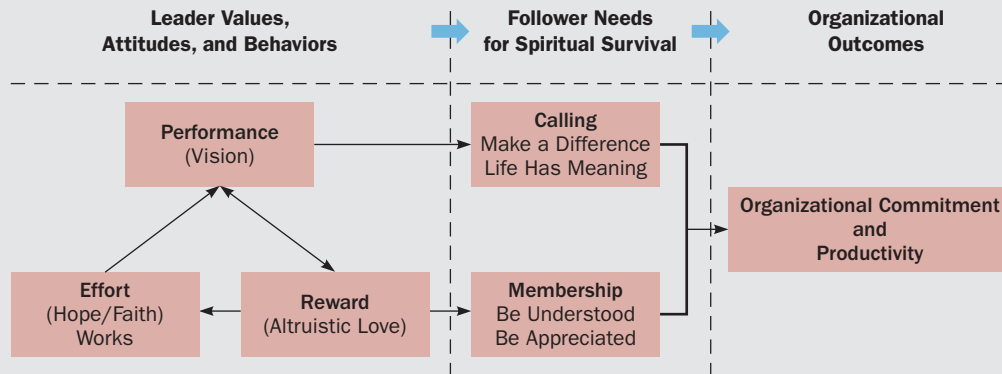 Leader Values,
Attitudes, and Behaviors
Follower Needs
for Spiritual Survival
Organizational
Outcomes
Performance
(Vision)
Calling
Make a Difference
Life Has Meaning
Organizational Commitment
and
Productivity
Effort
(Hope/Faith)
Works
Reward
(Altruistic Love)
Membership
Be Understood
Be Appreciated